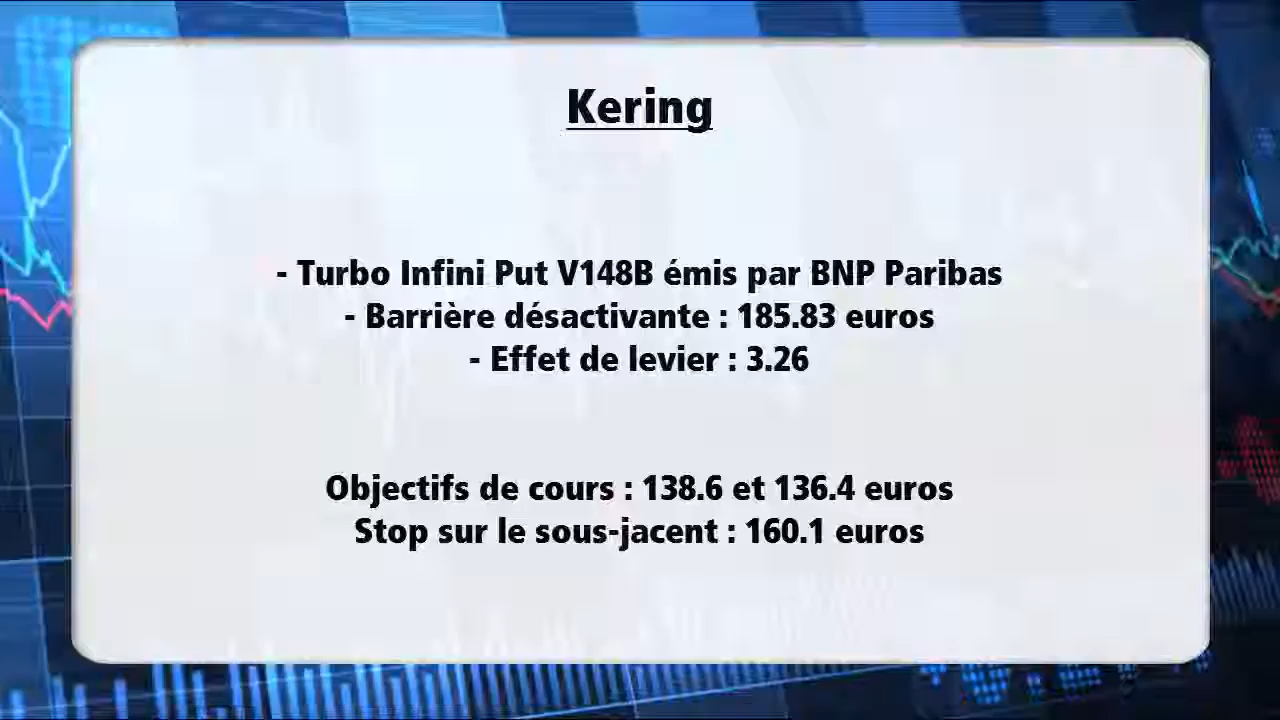 Kering
- Turbo Infini Put V148B émis par BNP Paribas
- Barrière désactivante : 185.83 euros
- Effet de levier : 3.26
Objectifs de cours : 138.6 et 136.4 euros
Stop sur le sous-jacent : 160.1 euros